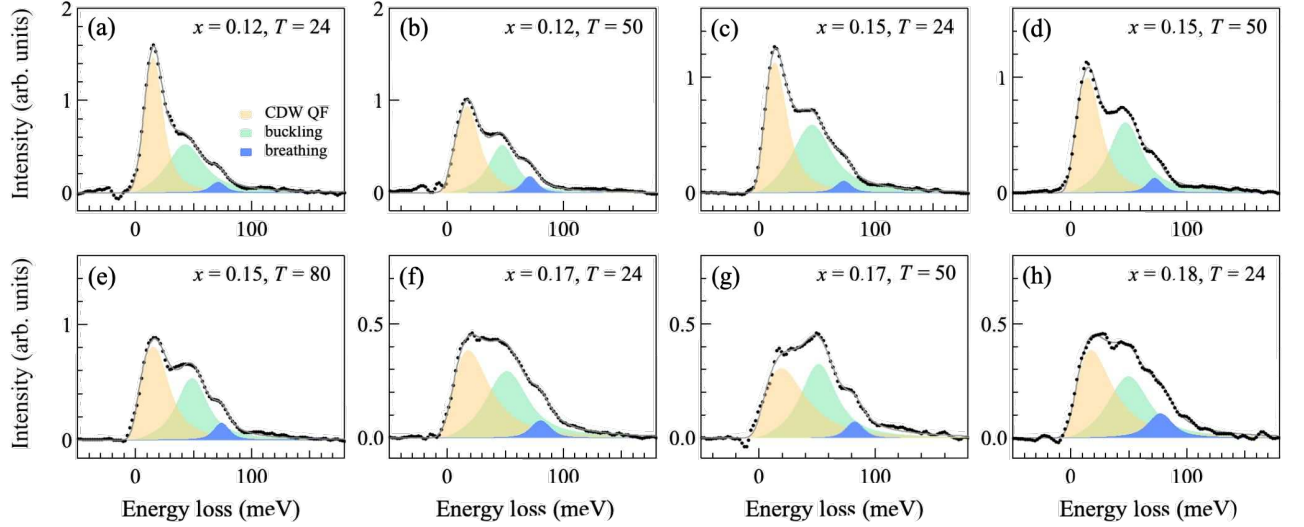 (a) x = 0.12, T = 24
(b) x = 0.12, T = 50
(c) x = 0.15, T = 24
(d) x = 0.15, T = 50
Intensity (arb. units)
2 1 0
2 1 0
1 0
1 0
CDW QF
buckling
breathing
0 100
0 100
0 100
0 100
(e) x = 0.15, T = 80
(f) x = 0.17, T = 24
(g) x = 0.17, T = 50
(h) x = 0.18, T = 24
Intensity (arb. units)
1 0
0.5 0.0
0.5 0.0
0.5 0.0
0 100
0 100
0 100
0 100
Energy loss (meV)
Energy loss (meV)
Energy loss (meV)
Energy loss (meV)